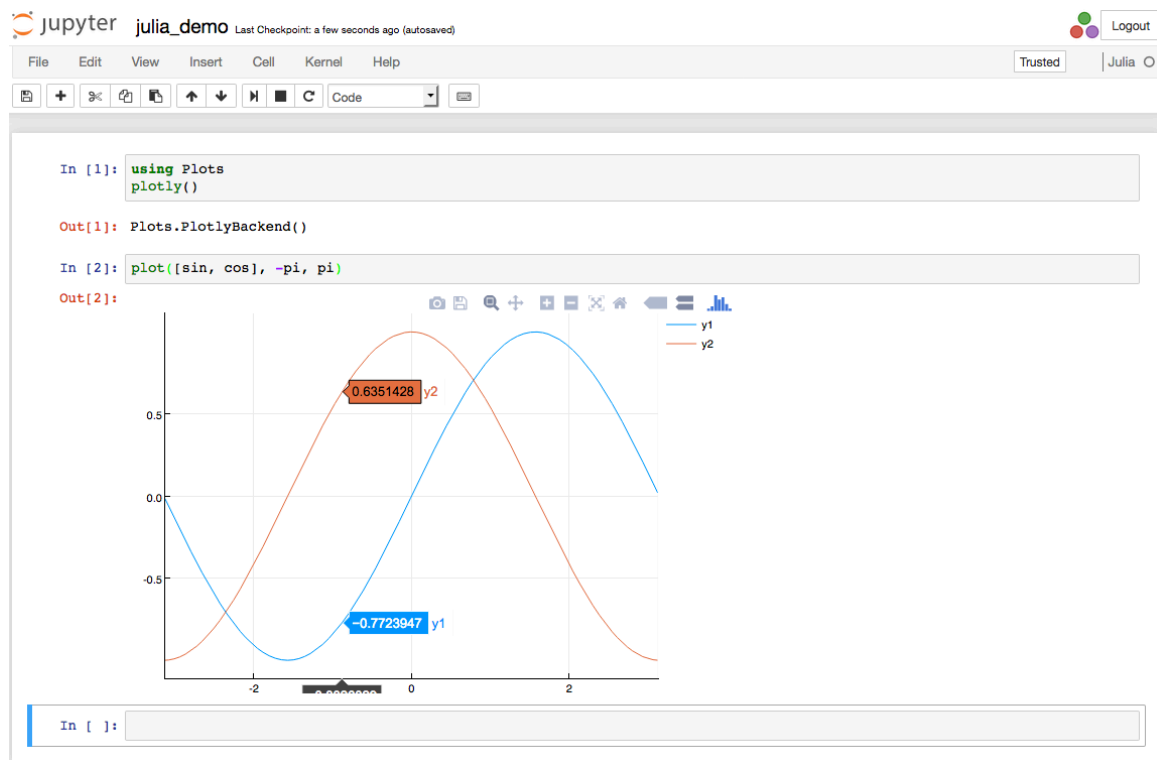 jupyter julia_demo Last Checkpoint: a few seconds ago (autosaved)
Logout
File Edit View Insert Cell Kernel Help
Trusted
Julia
Code
In [1]: using Plots
plotly()
Out[1]: Plots.PlotlyBackend()
In [2]: plot([sin, cos], -pi, pi)
Out[2]:
y1
y2
0.6351428 y2
0.5
0.0
-0.5
−0.7723947 y1
-2 0 2
In [ ]: